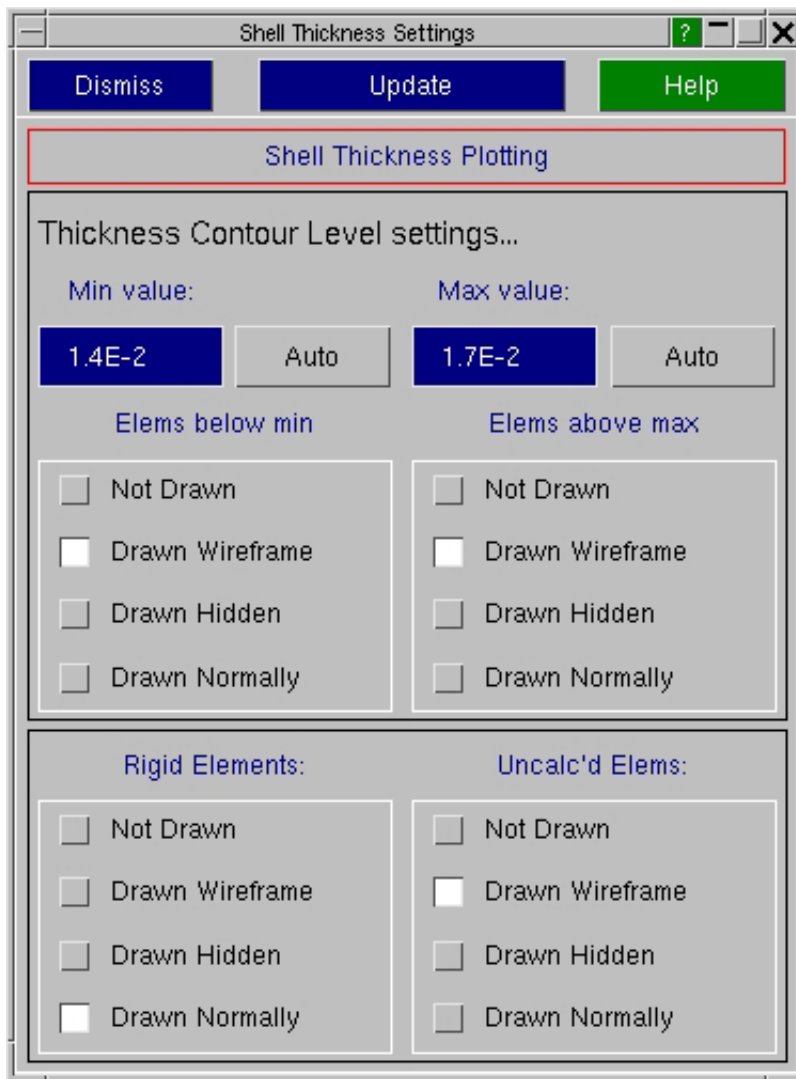 Shell Thickness Settings ?
Dismiss Update Help
Shell Thickness Plotting
Thickness Contour Level settings...
Min value: Max value:
1.4E-2 Auto 1.7E-2 Auto
Elems below min Elems above max
Not Drawn Not Drawn
Drawn Wireframe Drawn Wireframe
Drawn Hidden Drawn Hidden
Drawn Normally Drawn Normally
Rigid Elements: Uncalc'd Elems:
Not Drawn Not Drawn
Drawn Wireframe Drawn Wireframe
Drawn Hidden Drawn Hidden
Drawn Normally Drawn Normally